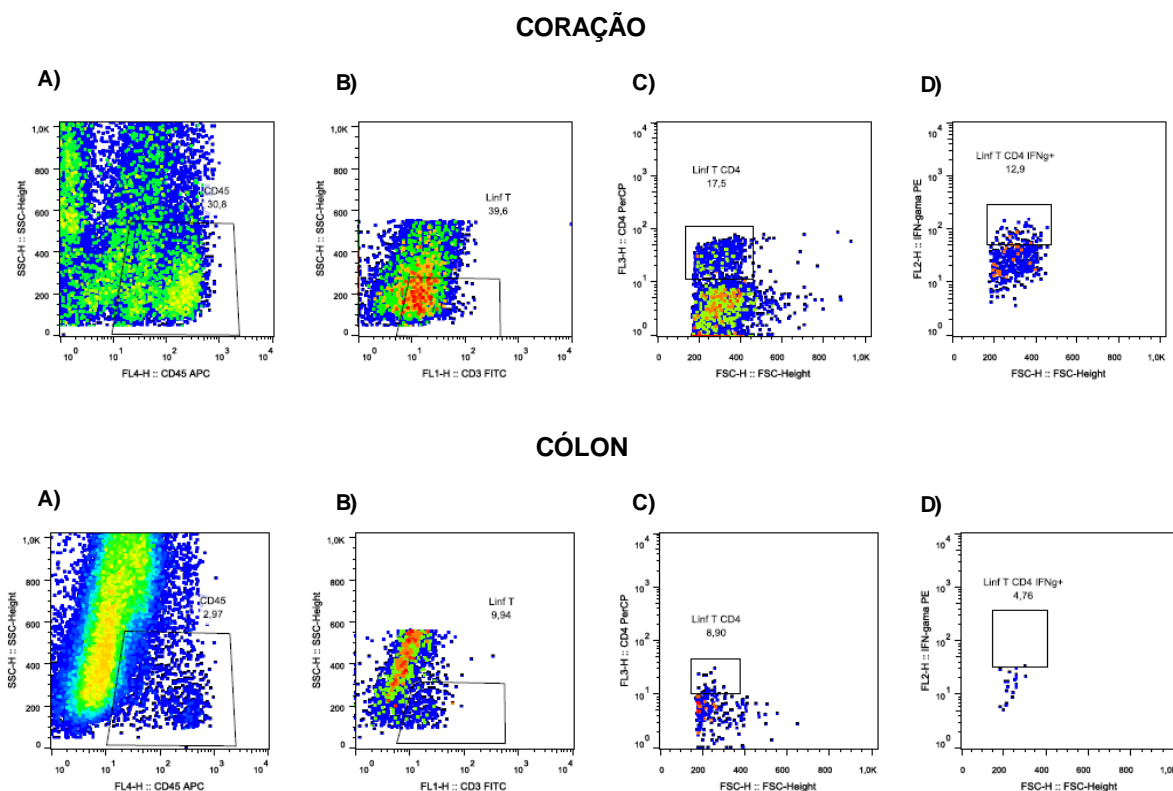 CORAÇÃO
A)
B)
C)
D)
1,0K
800
600
400
200
0
SSC-H :: SSC-Height
CD45
30,8
10^0
10^1
10^2
10^3
FL4-H :: CD45 APC
1,0K
800
600
400
200
0
SSC-H :: SSC-Height
Linf T
39,6
10^0
10^1
10^2
10^3
10^4
FL1-H :: CD3 FITC
10^4
10^3
10^2
10^1
10^0
FL3-H :: CD4 PerCP
Linf T CD4
17,5
0
200
400
600
800
1,0K
FSC-H :: FSC-Height
10^4
10^3
10^2
10^1
10^0
FL2-H :: IFN-gama PE
Linf T CD4 IFNg+
12,9
0
200
400
600
800
1,0K
FSC-H :: FSC-Height
CÓLON
A)
B)
C)
D)
1,0K
800
600
400
200
0
SSC-H :: SSC-Height
CD45
2,97
10^0
10^1
10^2
10^3
10^4
FL4-H :: CD45 APC
1,0K
800
600
400
200
0
SSC-H :: SSC-Height
Linf T
9,94
10^0
10^1
10^2
10^3
10^4
FL1-H :: CD3 FITC
10^4
10^3
10^2
10^1
10^0
FL3-H :: CD4 PerCP
Linf T CD4
8,90
0
200
400
600
800
1,0K
FSC-H :: FSC-Height
10^4
10^3
10^2
10^1
10^0
FL2-H :: IFN-gama PE
Linf T CD4 IFNg+
4,76
0
200
400
600
800
1,0K
FSC-H :: FSC-Height